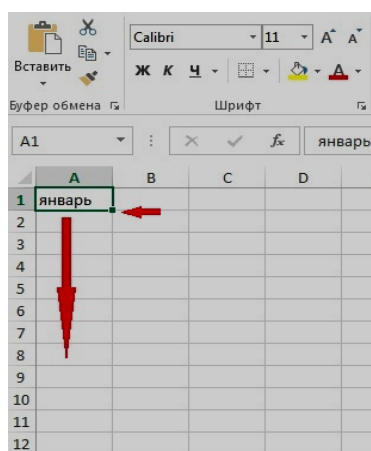 Calibri 11 A A
Вставить Ж К Ч А
Буфер обмена Шрифт
A1 fx январь
A B C D
1 январь
2
3
4
5
6
7
8
9
10
11
12